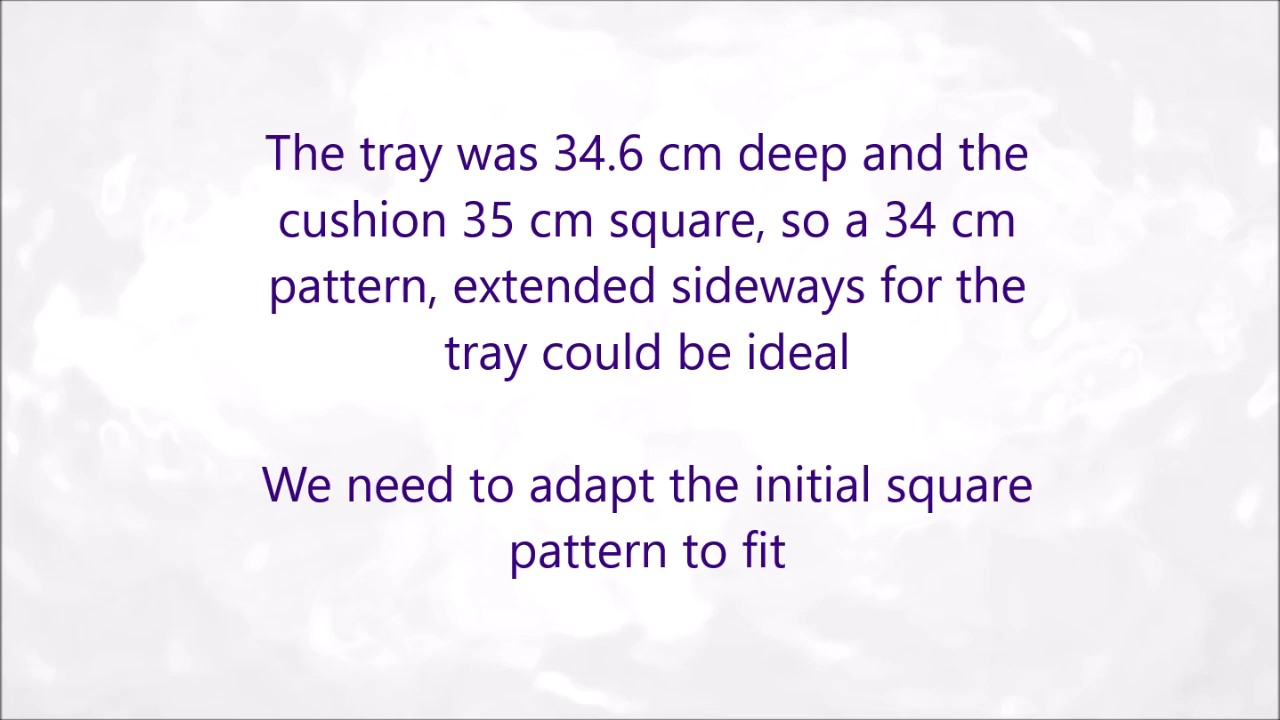 The tray was 34.6 cm deep and the
cushion 35 cm square, so a 34 cm
pattern, extended sideways for the
tray could be ideal
We need to adapt the initial square
pattern to fit